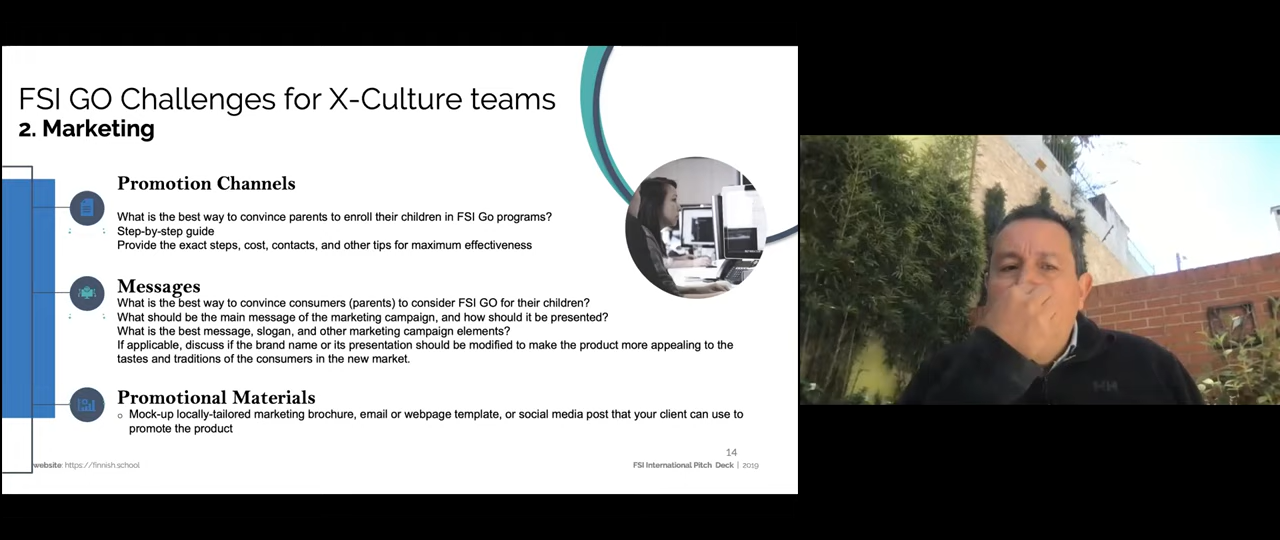 FSI GO Challenges for X-Culture teams
2. Marketing
Promotion Channels
What is the best way to convince parents to enroll their children in FSI Go programs?
Step-by-step guide
Provide the exact steps, cost, contacts, and other tips for maximum effectiveness
Messages
What is the best way to convince consumers (parents) to consider FSI GO for their children?
What should be the main message of the marketing campaign, and how should it be presented?
What is the best message, slogan, and other marketing campaign elements?
If applicable, discuss if the brand name or its presentation should be modified to make the product more appealing to the
tastes and traditions of the consumers in the new market.
Promotional Materials
Mock-up locally-tailored marketing brochure, email or webpage template, or social media post that your client can use to
promote the product
14
website: https://finnish.school
FSI International Pitch Deck | 2019